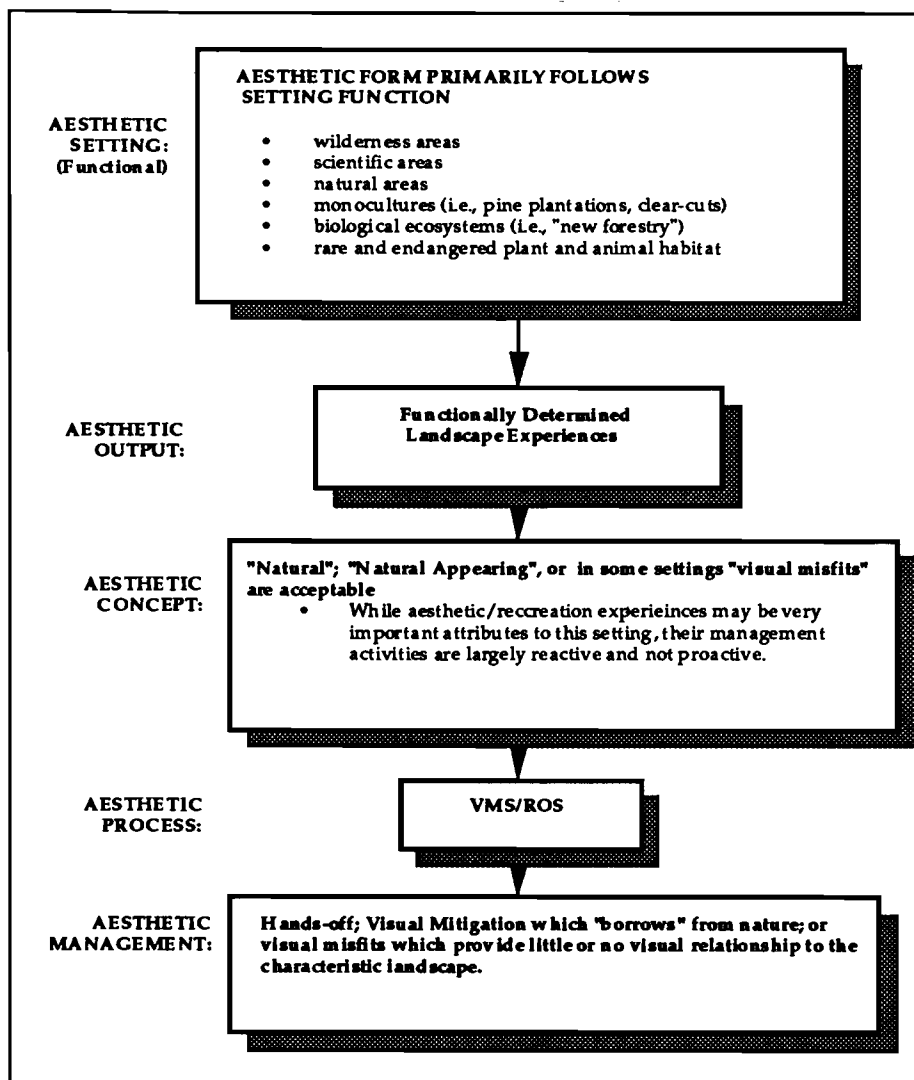 AESTHETIC FORM PRIMARILY FOLLOWS
SETTING FUNCTION
AESTHETIC
SETTING:
(Functional)
• wilderness areas
• scientific areas
• natural areas
• monocultures (i.e., pine plantations, clear-cuts)
• biological ecosystems (i.e., "new forestry")
• rare and endangered plant and animal habitat
AESTHETIC
OUTPUT:
Functionally Determined
Landscape Experiences
AESTHETIC
CONCEPT:
"Natural"; "Natural Appearing", or in some settings "visual misfits"
are acceptable
• While aesthetic/reccreation experieinces may be very
important attributes to this setting, their management
activities are largely reactive and not proactive.
AESTHETIC
PROCESS:
VMS/ROS
AESTHETIC
MANAGEMENT:
Hands-off; Visual Mitigation which "borrows" from nature; or
visual misfits which provide little or no visual relationship to the
characteristic landscape.